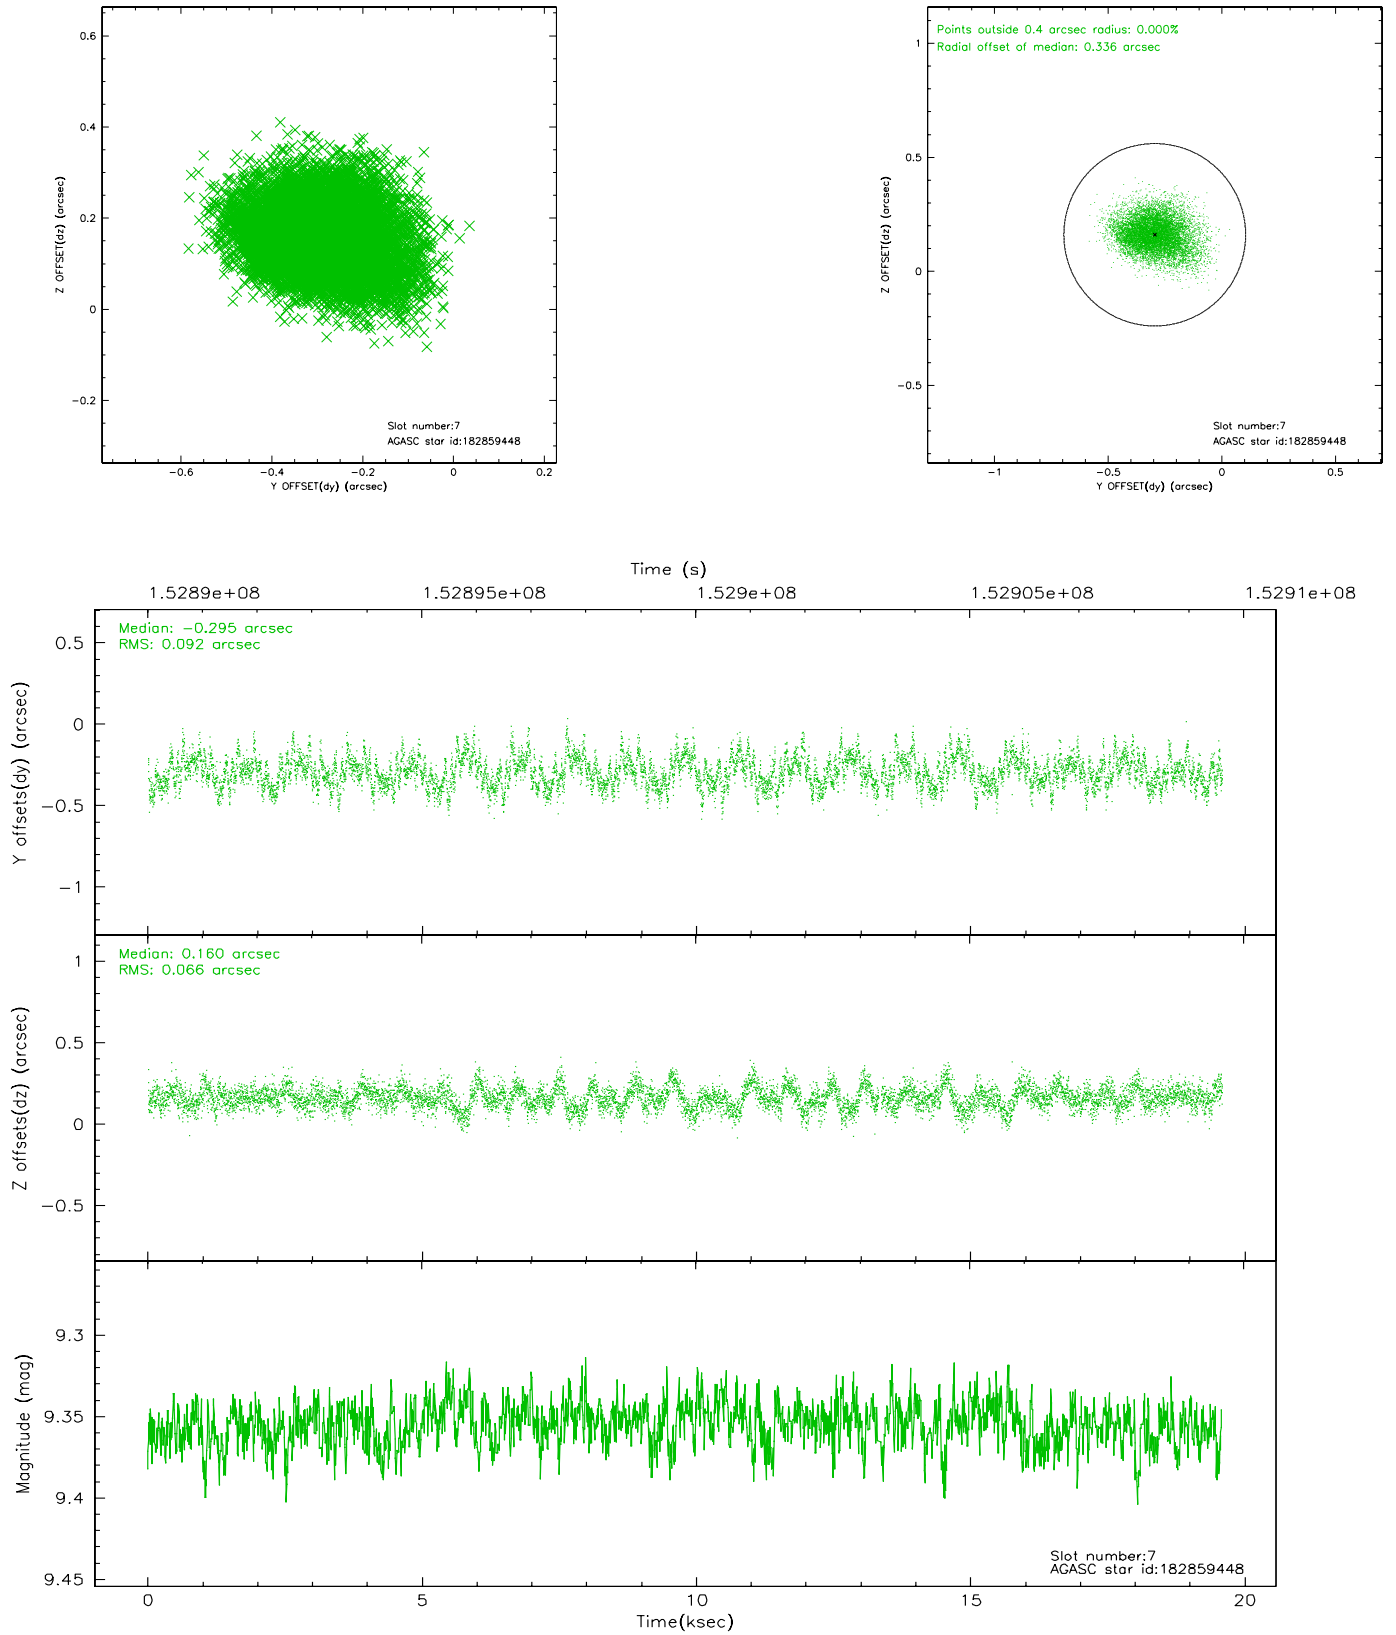 0.6
0.4
0.2
0
−0.2
Z OFFSET(dz) (arcsec)
Slot number:7
AGASC star id:182859448
−0.6 −0.4 −0.2 0 0.2
Y OFFSET(dy) (arcsec)
Points outside 0.4 arcsec radius: 0.000%
Radial offset of median: 0.336 arcsec
1
0.5
0
−0.5
Z OFFSET(dz) (arcsec)
Slot number:7
AGASC star id:182859448
−1 −0.5 0 0.5
Y OFFSET(dy) (arcsec)
Time (s)
1.5289e+08 1.52895e+08 1.529e+08 1.52905e+08 1.5291e+08
Median: −0.295 arcsec
RMS: 0.092 arcsec
0.5
0
−0.5
−1
Y offsets(dy) (arcsec)
Median: 0.160 arcsec
RMS: 0.066 arcsec
1
0.5
0
−0.5
Z offsets(dz) (arcsec)
9.3
9.35
9.4
9.45
Magnitude (mag)
Slot number:7
AGASC star id:182859448
0 5 10 15 20
Time(ksec)